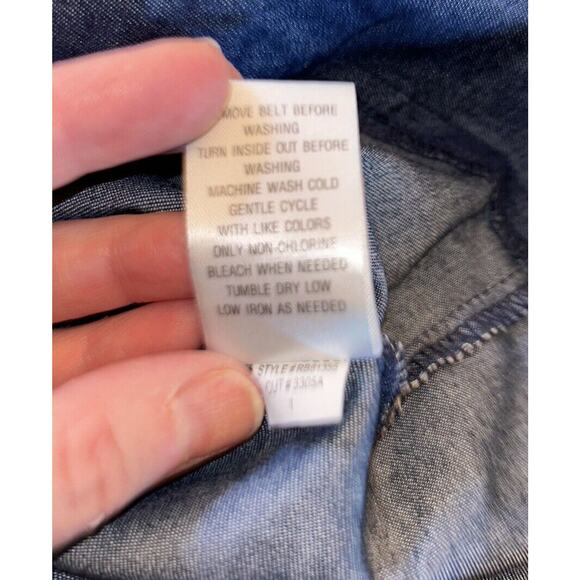 MOVE BELT BEFORE
WASHING
TURN INSIDE OUT BEFORE
WASHING
MACHINE WASH COLD
GENTLE CYCLE
WITH LIKE COLORS
ONLY NON-CHLORINE
BLEACH WHEN NEEDED
TUMBLE DRY LOW
LOW IRON AS NEEDED
STYLE#
CUT# 3305A